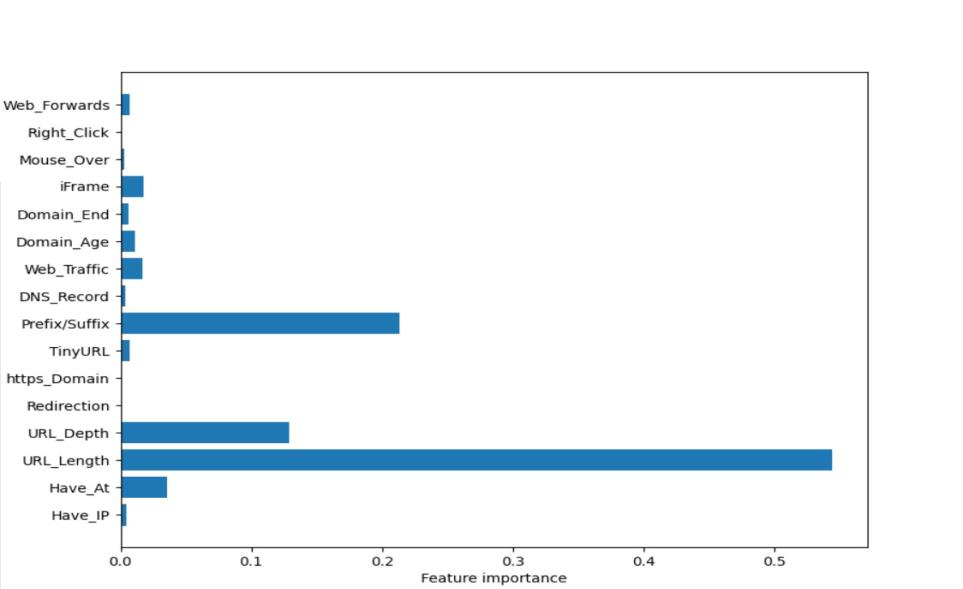 Web_Forwards
Right_Click
Mouse_Over
iFrame
Domain_End
Domain_Age
Web_Traffic
DNS_Record
Prefix/Suffix
TinyURL
https_Domain
Redirection
URL_Depth
URL_Length
Have_At
Have_IP
0.0 0.1 0.2 0.3 0.4 0.5
Feature importance